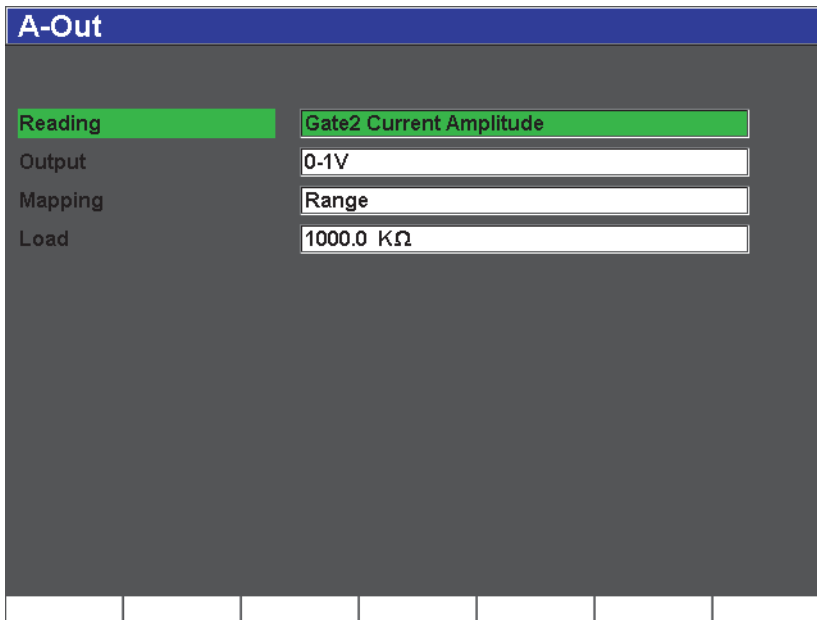 A-Out
Reading Gate2 Current Amplitude
Output 0-1V
Mapping Range
Load 1000.0 KΩ